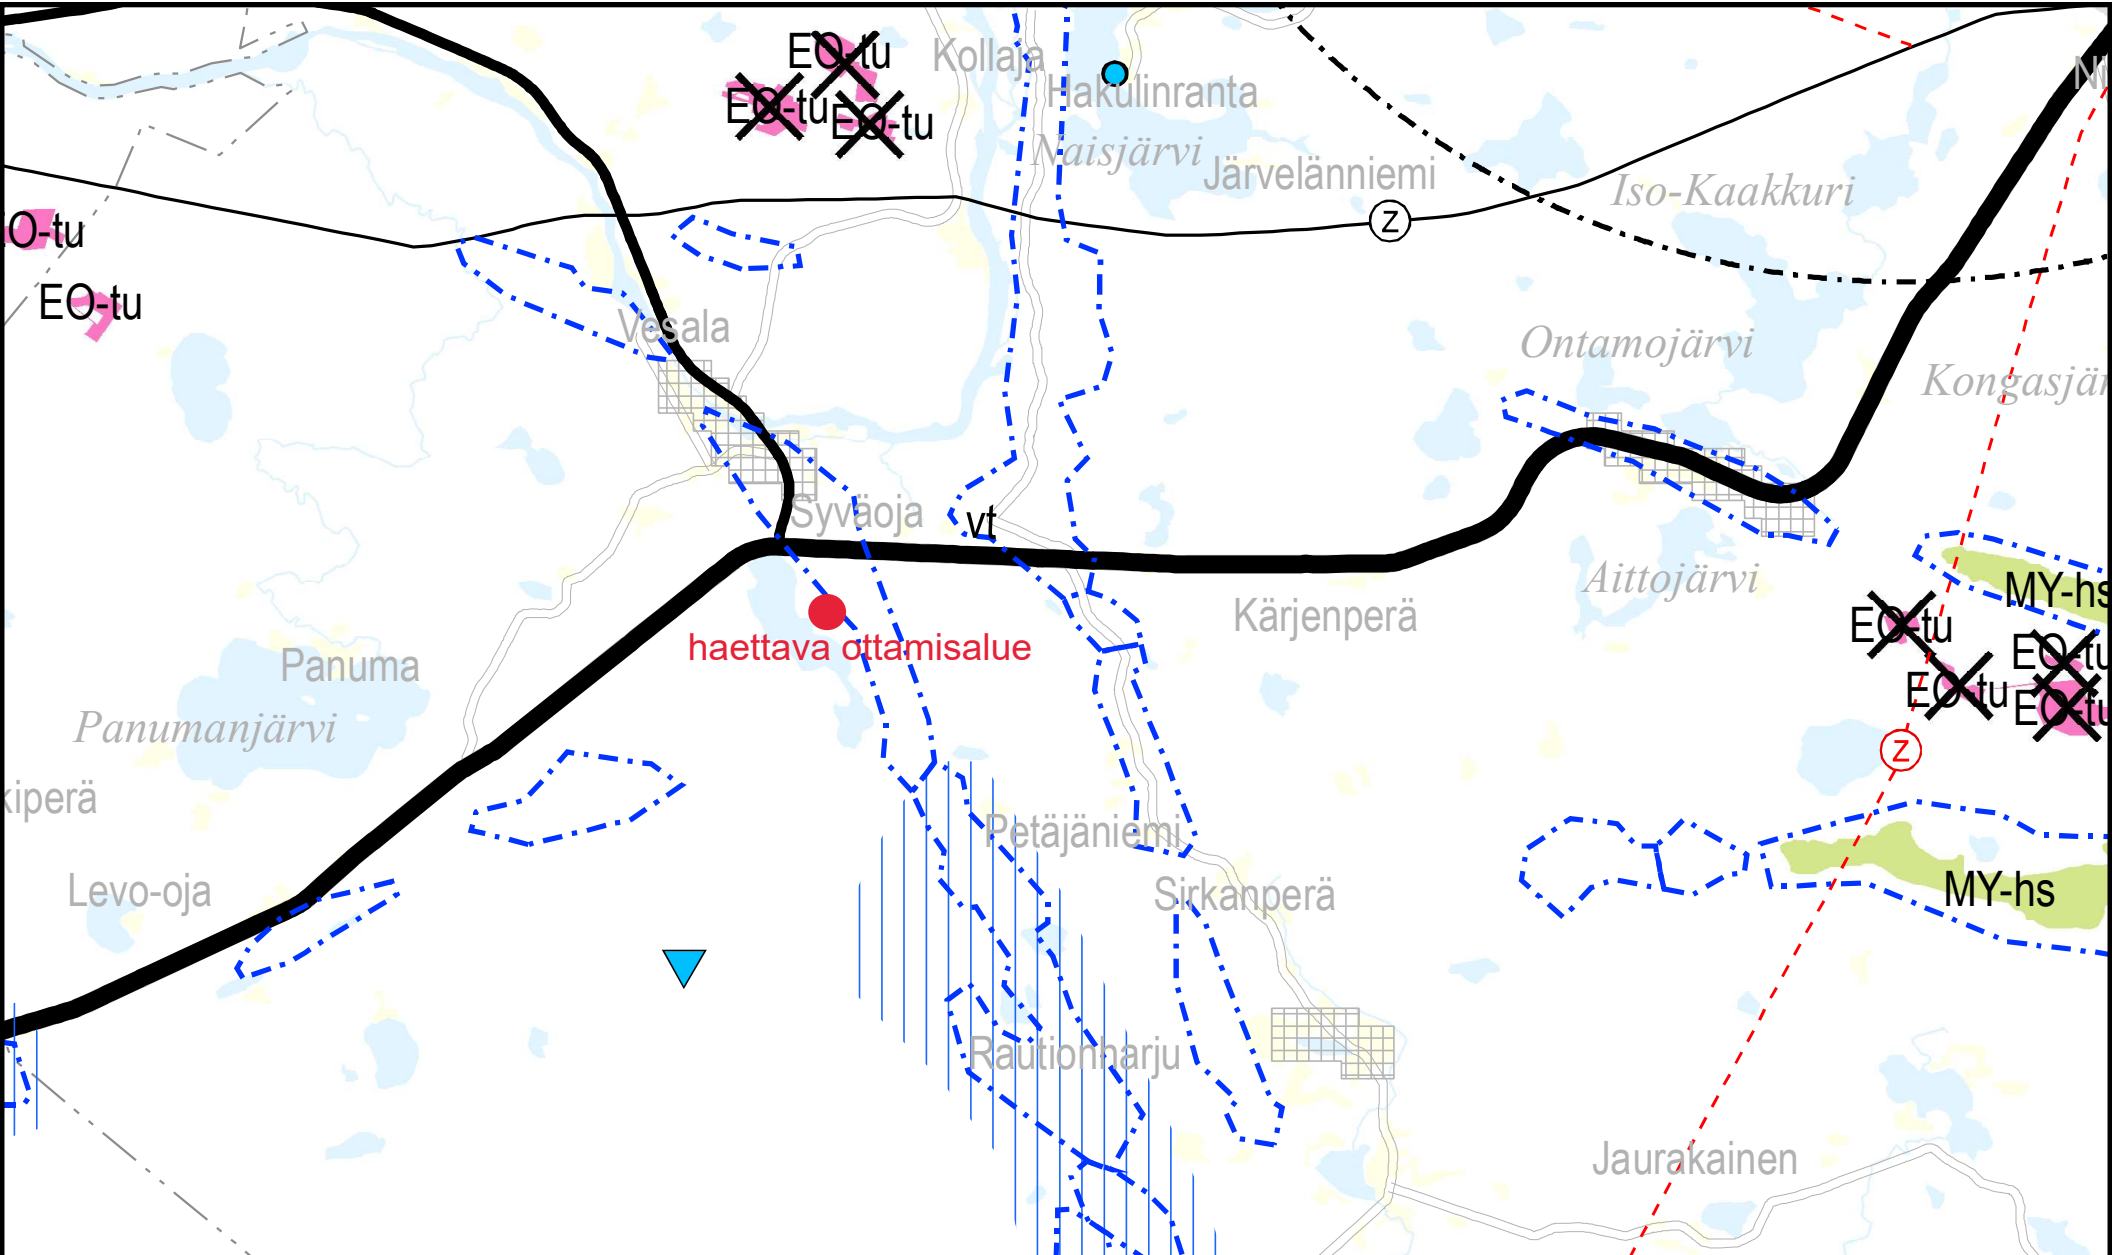 EO-tu
Kollaja
EO-tu
EO-tu
Hakulinranta
Naisjärvi
Järvelänniemi
Iso-Kaakkuri
Z
O-tu
EO-tu
Vesala
Ontamojärvi
Kongasjär
Syväoja
vt
Aittojärvi
MY-hs
Kärjenperä
haettava ottamisalue
EO-tu
EO-tu
EO-tu
EO-tu
Panuma
Panumanjärvi
Z
kiperä
Petäjäniemi
Levo-oja
Sirkanperä
MY-hs
Rautionharju
Jaurakainen